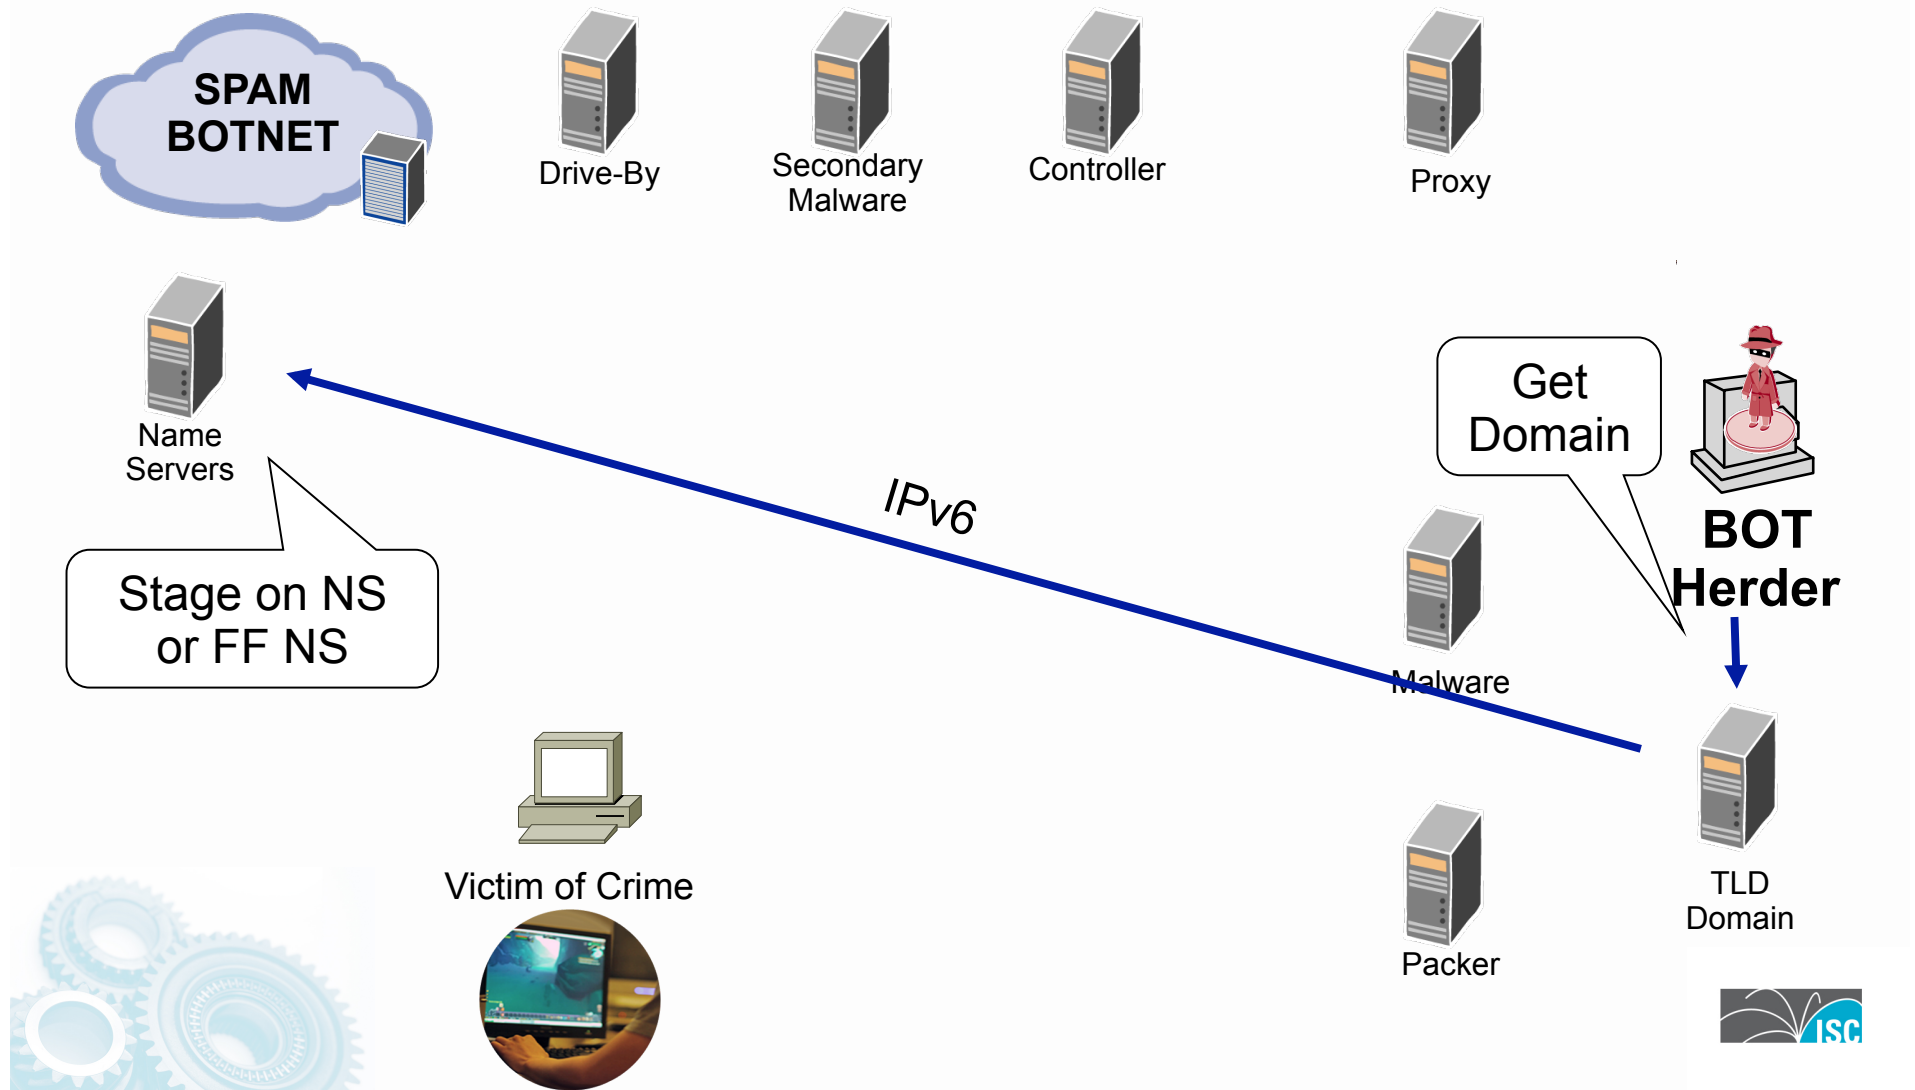 SPAM
BOTNET
Drive-By
Secondary
Malware
Controller
Proxy
Name
Servers
Get
Domain
IPv6
BOT
Herder
Stage on NS
or FF NS
Malware
Victim of Crime
TLD
Domain
Packer
ISC